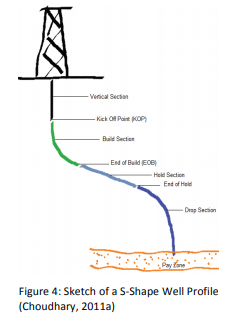 Vertical Section
Kick Off Point (KOP)
Build Section
End of Build (EOB)
Hold Section
End of Hold
Drop Section
Pay Zone
Figure 4: Sketch of a S-Shape Well Profile
(Choudhary, 2011a)